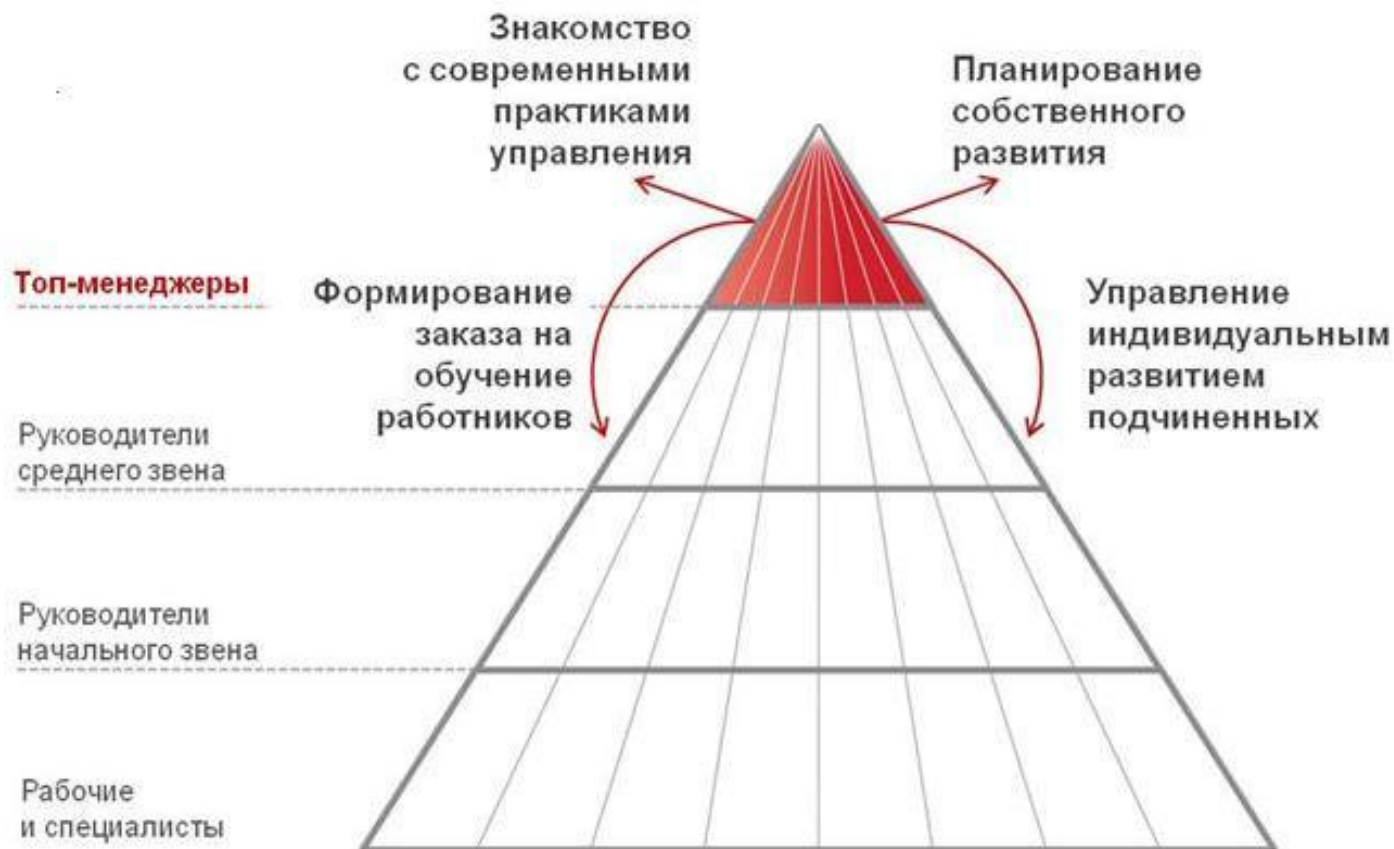 Знакомство
с современными
практиками
управления
Планирование
собственного
развития
Топ-менеджеры
Формирование
заказа на
обучение
работников
Управление
индивидуальным
развитием
подчиненных
Руководители
среднего звена
Руководители
начального звена
Рабочие
и специалисты